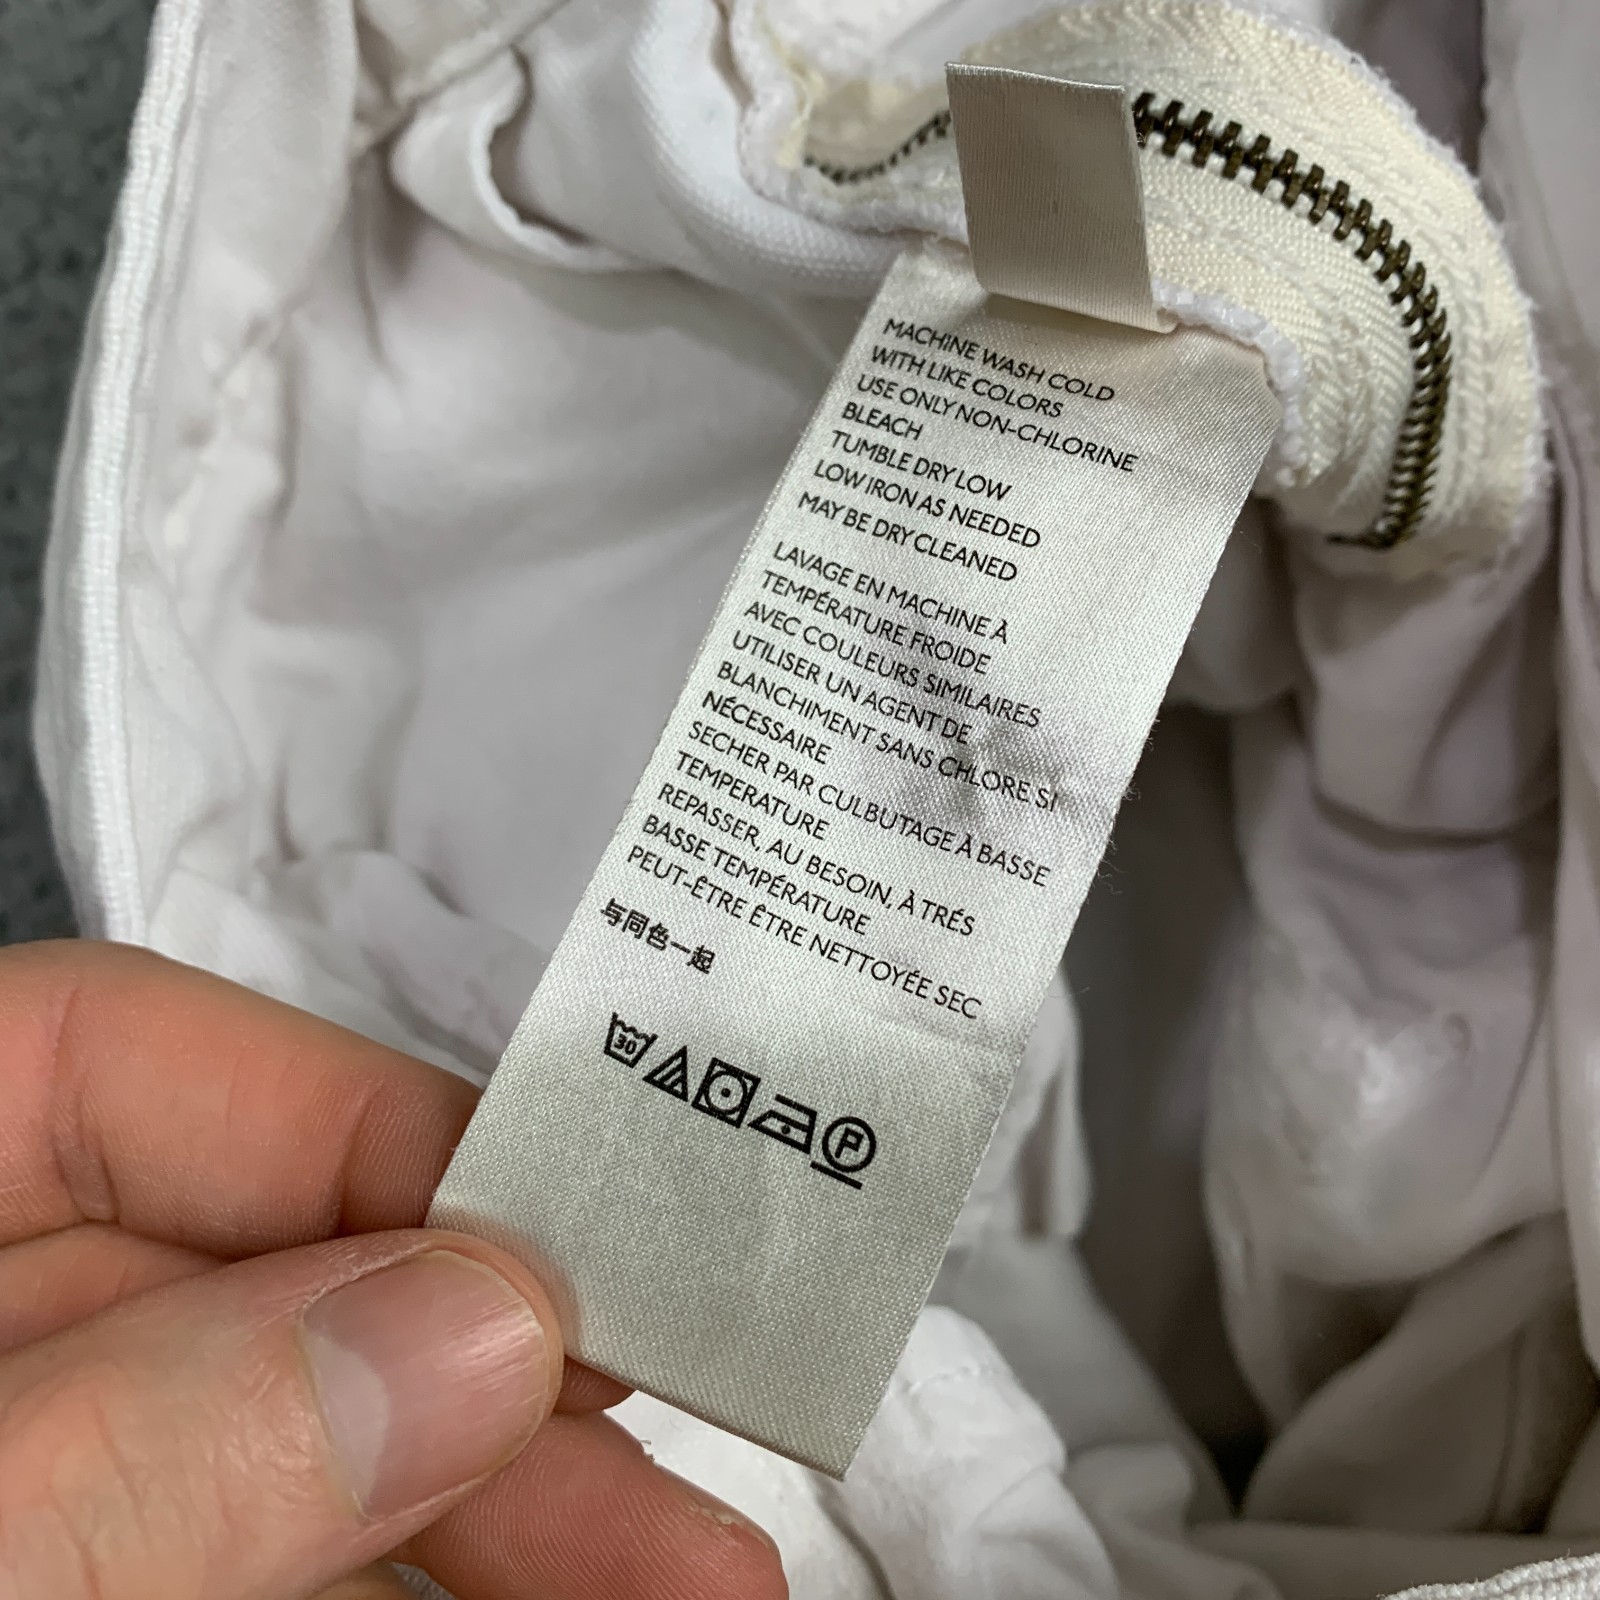 MACHINE WASH COLD
WITH LIKE COLORS
USE ONLY NON-CHLORINE
BLEACH
TUMBLE DRY LOW
LOW IRON AS NEEDED
MAY BE DRY CLEANED
LAVAGE EN MACHINE À
TEMPÉRATURE FROIDE
AVEC COULEURS SIMILAIRES
UTILISER UN AGENT DE
BLANCHIMENT SANS CHLORE SI
NÉCESSAIRE
SECHER PAR CULBUTAGE À BASSE
TEMPERATURE
REPASSER, AU BESOIN, À TRÉS
BASSE TEMPÉRATURE
PEUT-ÊTRE ÊTRE NETTOYÉE SEC
与同色一起
30 P